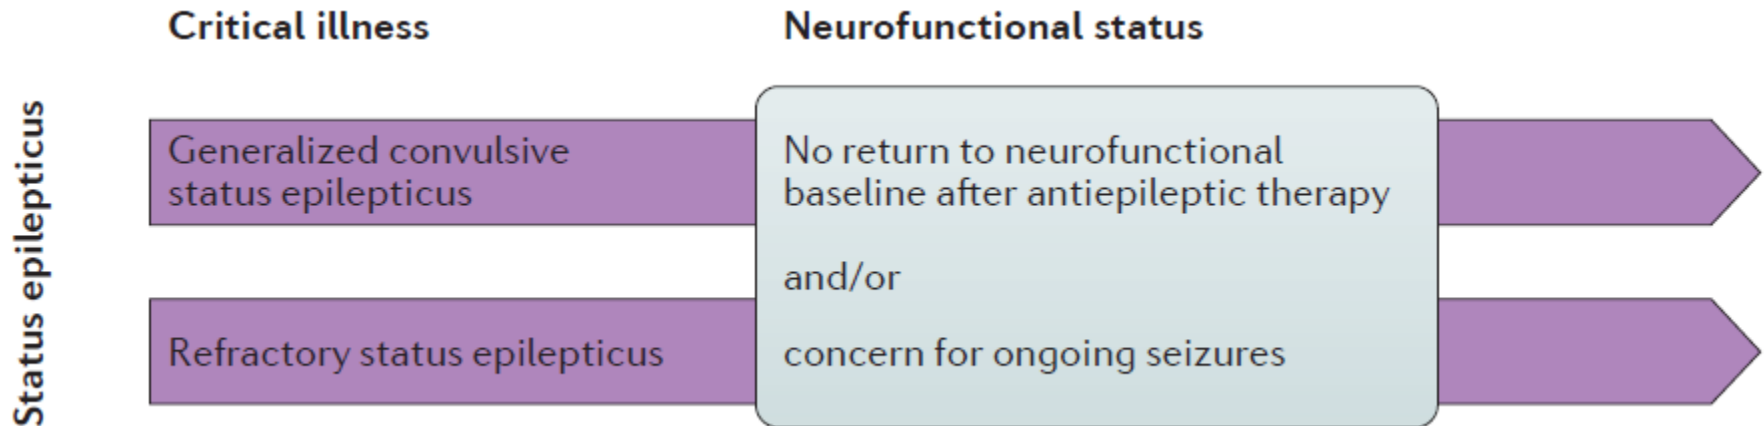 Critical illness
Neurofunctional status
Status epilepticus
Generalized convulsive
status epilepticus
No return to neurofunctional
baseline after antiepileptic therapy
and/or
Refractory status epilepticus
concern for ongoing seizures